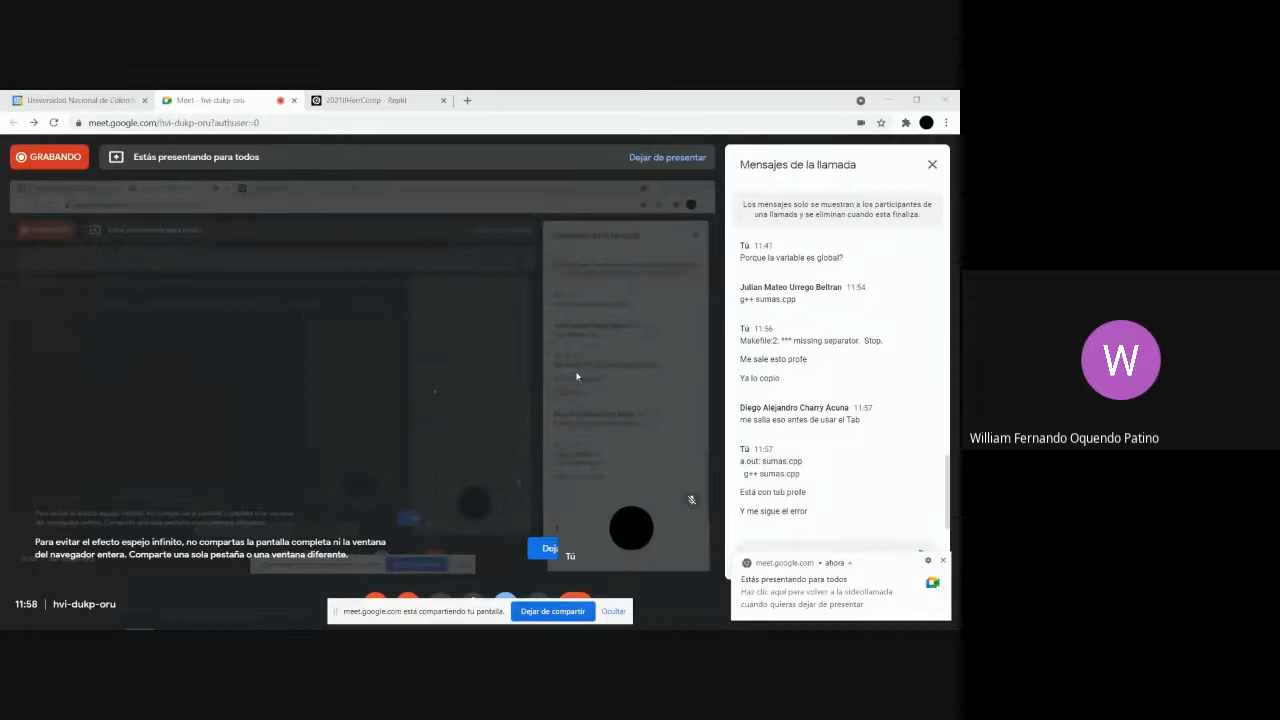 Universidad Nacional de Colom
Meet - hvi-dukp-oru
2021IIHerrComp - Replit
meet.google.com/hvi-dukp-oru?authuser=0
GRABANDO
Estás presentando para todos
Dejar de presentar
Mensajes de la llamada
Los mensajes solo se muestran a los participantes de
una llamada y se eliminan cuando esta finaliza.
Tú 11:41
Porque la variable es global?
Julian Mateo Urrego Beltran 11:54
g++ sumas.cpp
Tú 11:56
Makefile:2: *** missing separator. Stop.
Me sale esto profe
Ya lo copio
Diego Alejandro Charry Acuna 11:57
me salia eso antes de usar el Tab
Tú 11:57
a.out: sumas.cpp
g++ sumas.cpp
Está con tab profe
Y me sigue el error
W
William Fernando Oquendo Patino
Para evitar el efecto espejo infinito, no compartas la pantalla completa ni la ventana
del navegador entera. Comparte una sola pestaña o una ventana diferente.
Deja
Tú
meet.google.com • ahora
Estás presentando para todos
Haz clic aquí para volver a la videollamada
cuando quieras dejar de presentar
11:58 | hvi-dukp-oru
meet.google.com está compartiendo tu pantalla.
Dejar de compartir
Ocultar